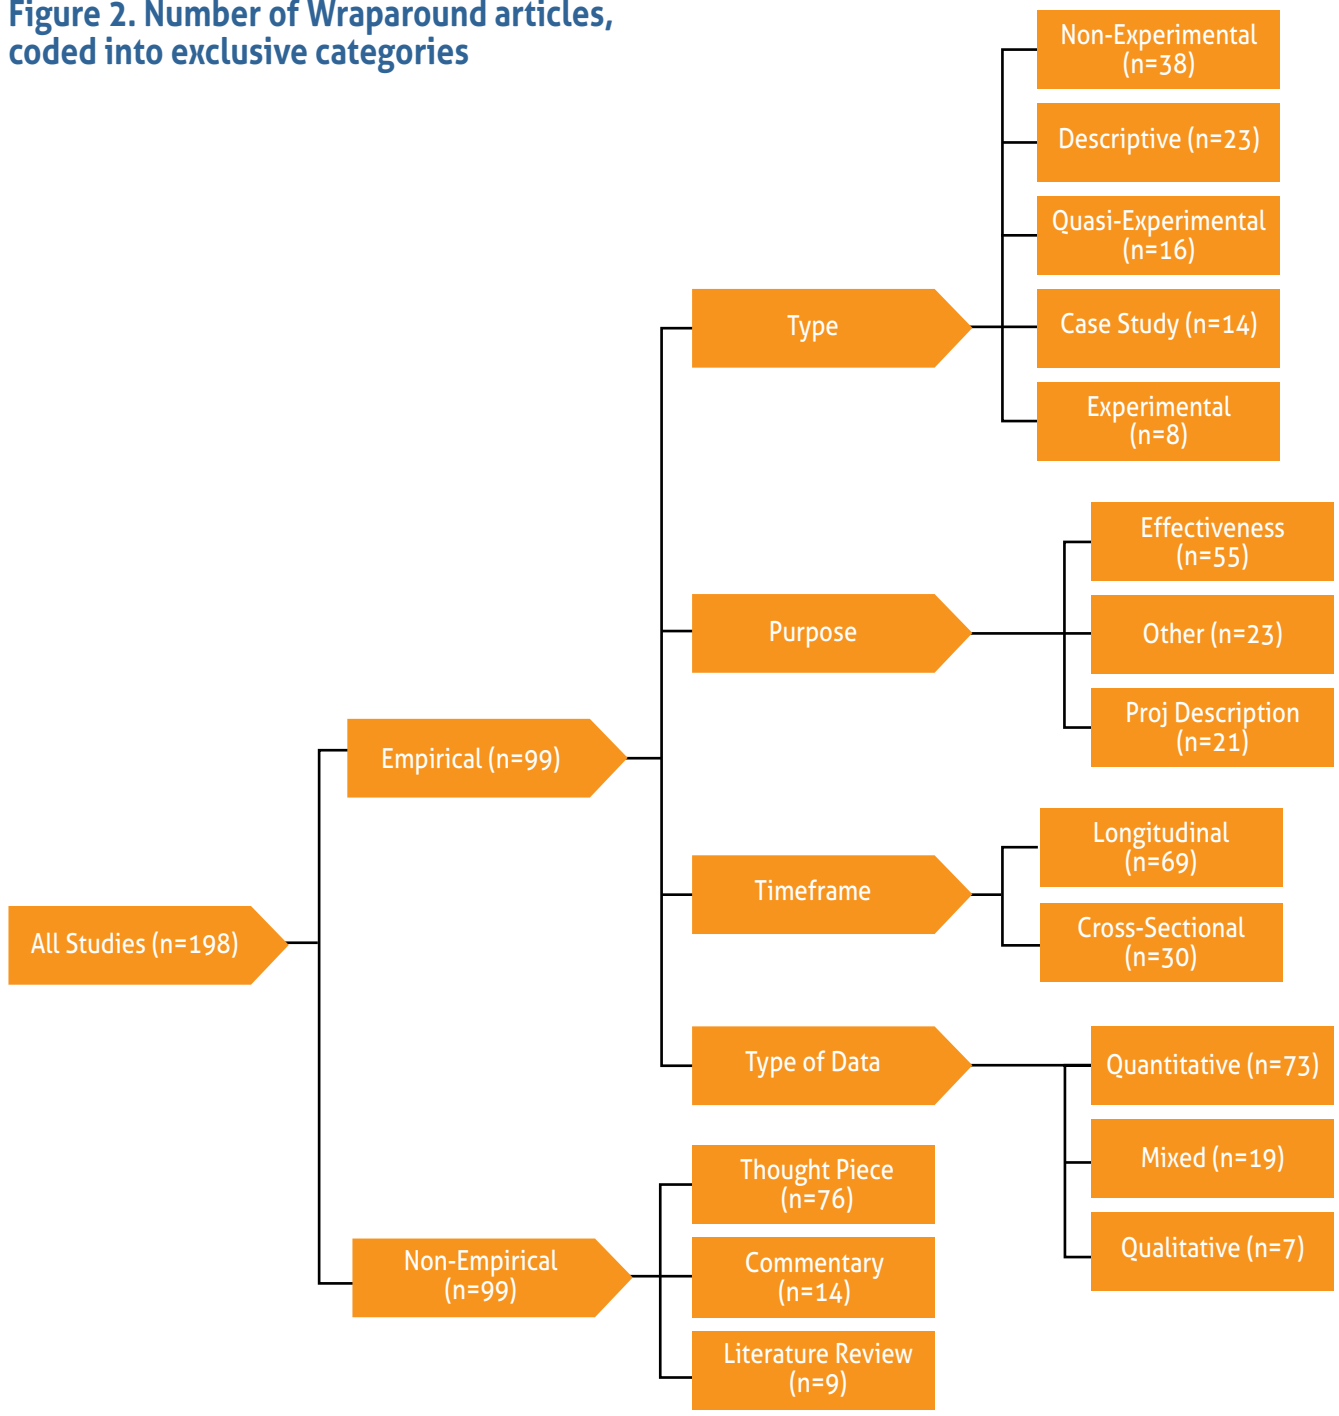 Figure 2. Number of Wraparound articles,
coded into exclusive categories
Non-Experimental
(n=38)
Descriptive (n=23)
Quasi-Experimental
(n=16)
Type
Case Study (n=14)
Experimental
(n=8)
Effectiveness
(n=55)
Purpose
Other (n=23)
Proj Description
(n=21)
Empirical (n=99)
Longitudinal
(n=69)
Timeframe
Cross-Sectional
(n=30)
All Studies (n=198)
Type of Data
Quantitative (n=73)
Mixed (n=19)
Qualitative (n=7)
Thought Piece
(n=76)
Non-Empirical
(n=99)
Commentary
(n=14)
Literature Review
(n=9)